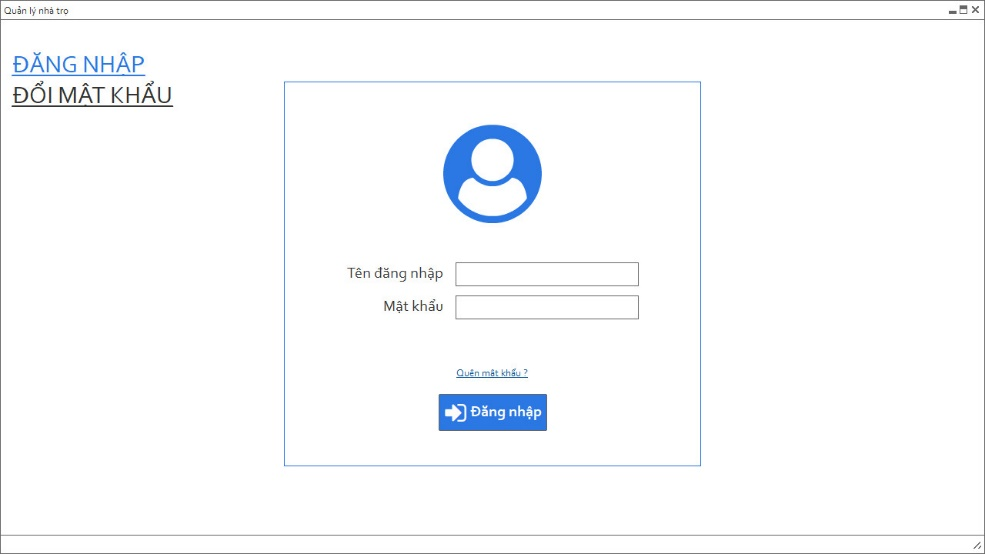 Quản lý nhà trọ
ĐĂNG NHẬP
ĐỔI MẬT KHẨU
Tên đăng nhập
Mật khẩu
Quên mật khẩu ?
Đăng nhập